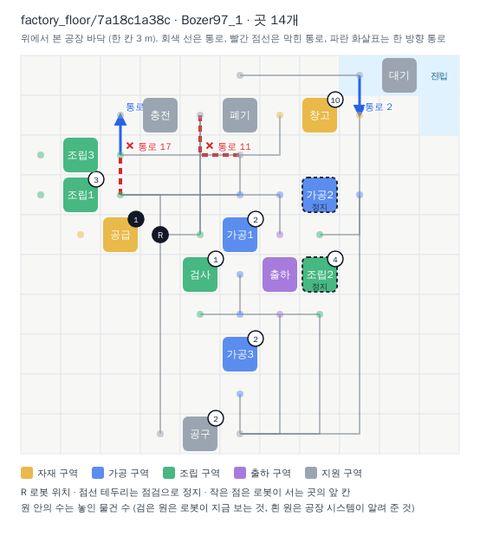 factory_floor/7a18c1a38c · Bozer97_1 · 곳 14개
위에서 본 공장 바닥 (한 칸 3 m). 회색 선은 통로, 빨간 점선은 막힌 통로, 파란 화살표는 한 방향 통로
대기
전립
10
통로
충전
폐기
창고
통로 2
✕ 통로 17
✕ 통로 11
조립3
3
조립1
가공2
정지
1
2
공급
R
가공1
1
4
검사
출하
조립2
정지
2
가공3
2
공구
자재 구역
가공 구역
조립 구역
출하 구역
지원 구역
R 로봇 위치 · 점선 테두리는 점검으로 정지 · 작은 점은 로봇이 서는 곳의 앞 칸
원 안의 수는 놓인 물건 수 (검은 원은 로봇이 지금 보는 것, 흰 원은 공장 시스템이 알려 준 것)